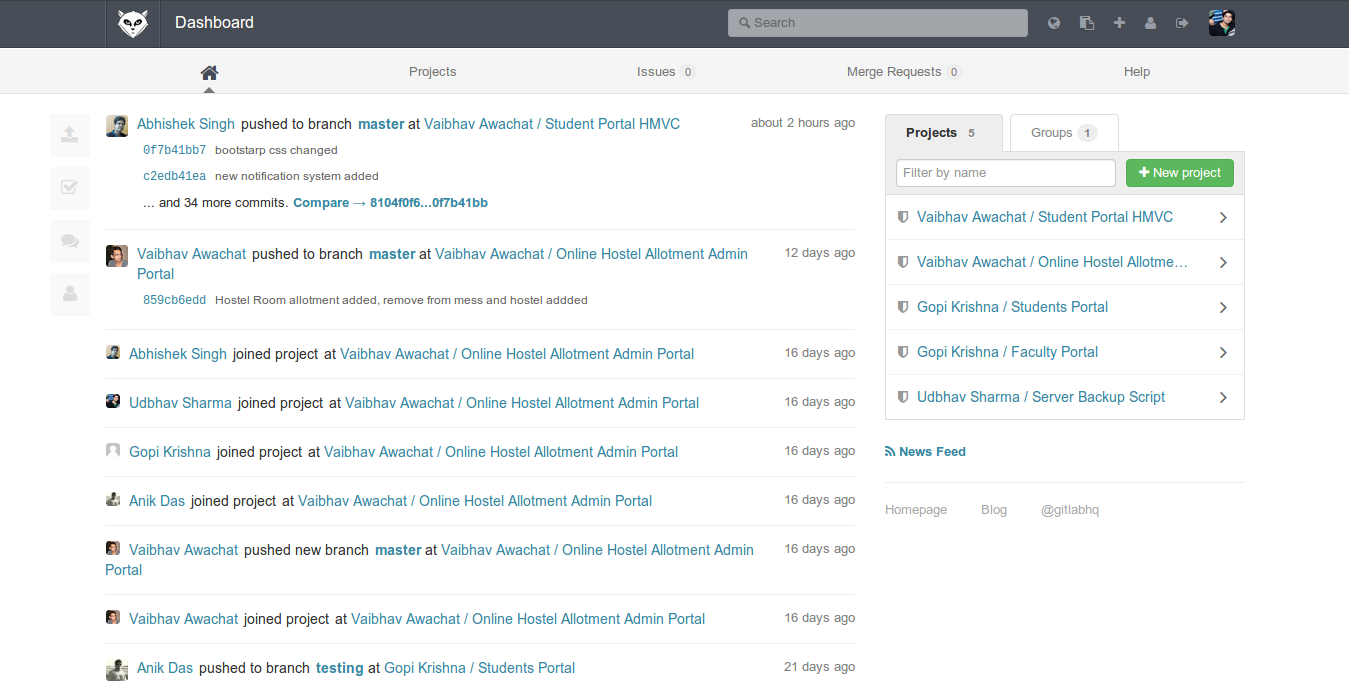 Dashboard
Search
Projects
Issues 0
Merge Requests 0
Help
Abhishek Singh pushed to branch master at Vaibhav Awachat / Student Portal HMVC
about 2 hours ago
0f7b41bb7 bootstarp css changed
c2edb41ea new notification system added
... and 34 more commits. Compare → 8104f0f6...0f7b41bb
Vaibhav Awachat pushed to branch master at Vaibhav Awachat / Online Hostel Allotment Admin
Portal
12 days ago
859cb6edd Hostel Room allotment added, remove from mess and hostel addded
Abhishek Singh joined project at Vaibhav Awachat / Online Hostel Allotment Admin Portal
16 days ago
Udbhav Sharma joined project at Vaibhav Awachat / Online Hostel Allotment Admin Portal
16 days ago
Gopi Krishna joined project at Vaibhav Awachat / Online Hostel Allotment Admin Portal
16 days ago
Anik Das joined project at Vaibhav Awachat / Online Hostel Allotment Admin Portal
16 days ago
Vaibhav Awachat pushed new branch master at Vaibhav Awachat / Online Hostel Allotment Admin
Portal
16 days ago
Vaibhav Awachat joined project at Vaibhav Awachat / Online Hostel Allotment Admin Portal
16 days ago
Anik Das pushed to branch testing at Gopi Krishna / Students Portal
21 days ago
Projects 5
Groups 1
Filter by name
New project
Vaibhav Awachat / Student Portal HMVC
Vaibhav Awachat / Online Hostel Allotme…
Gopi Krishna / Students Portal
Gopi Krishna / Faculty Portal
Udbhav Sharma / Server Backup Script
News Feed
Homepage
Blog
@gitlabhq